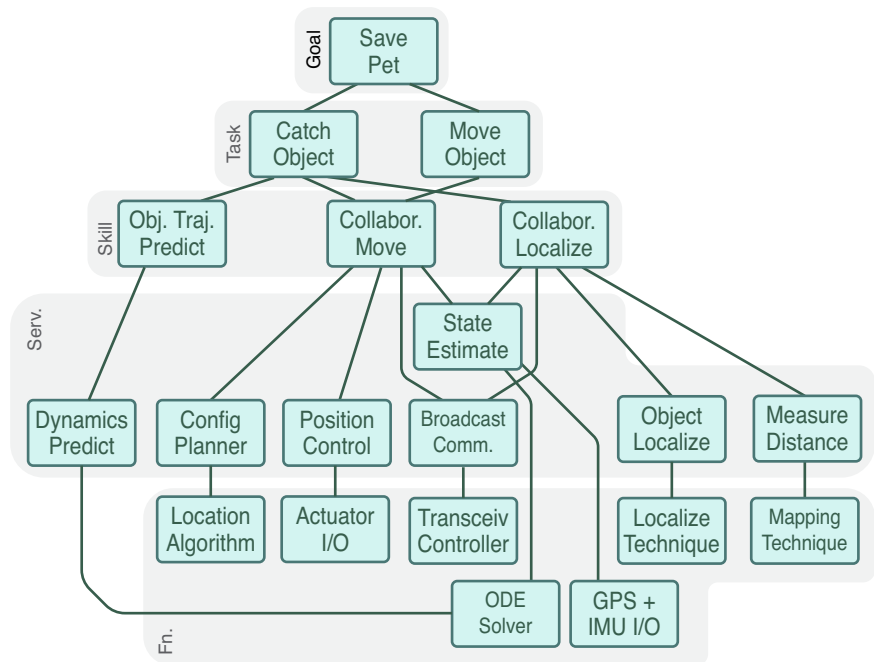 Goal
Save
Pet
Task
Catch
Object
Move
Object
Skill
Obj. Traj.
Predict
Collabor.
Move
Collabor.
Localize
Serv.
State
Estimate
Dynamics
Predict
Config
Planner
Position
Control
Broadcast
Comm.
Object
Localize
Measure
Distance
Location
Algorithm
Actuator
I/O
Transceiv
Controller
Localize
Technique
Mapping
Technique
Fn.
ODE
Solver
GPS +
IMU I/O